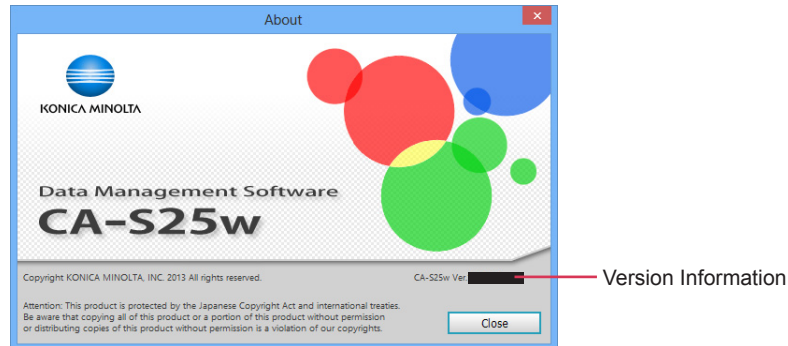 About
KONICA MINOLTA
Data Management Software
CA-S25w
Copyright KONICA MINOLTA, INC. 2013 All rights reserved.
CA-S25w Ver.
Version Information
Attention: This product is protected by the Japanese Copyright Act and international treaties.
Be aware that copying all of this product or a portion of this product without permission
or distributing copies of this product without permission is a violation of our copyrights.
Close